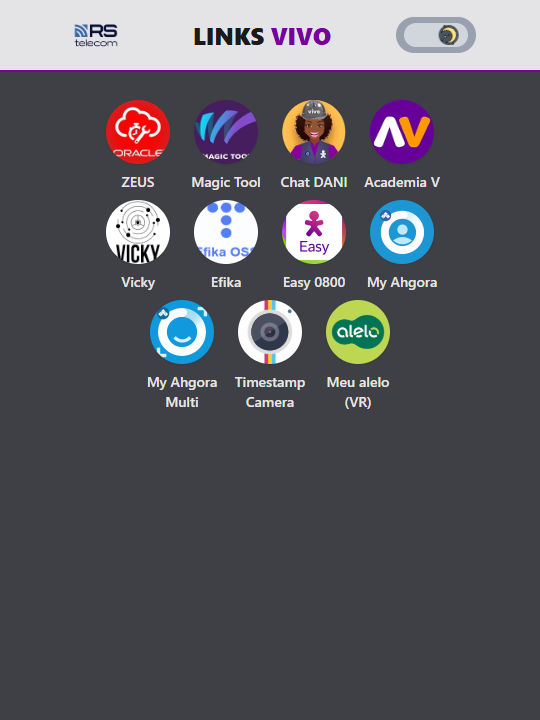 RS
telecom
LINKS VIVO
ORACLE
MAGIC TOOL
vivo
AV
ZEUS
Magic Tool
Chat DANI
Academia V
VICKY
Efika OSS
Easy
Vicky
Efika
Easy 0800
My Ahgora
alelo
My Ahgora
Multi
Timestamp
Camera
Meu alelo
(VR)